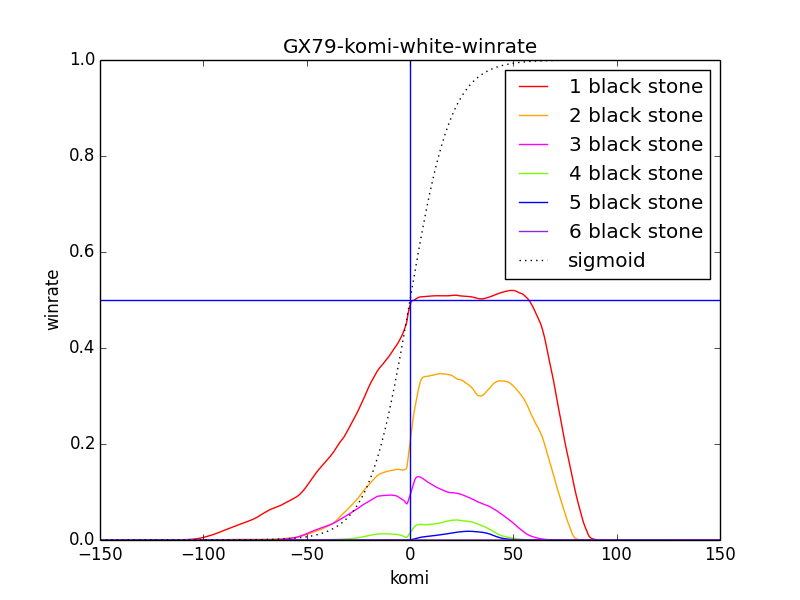 GX79-komi-white-winrate
1.0
0.8
0.6
0.4
0.2
0.0
winrate
1 black stone
2 black stone
3 black stone
4 black stone
5 black stone
6 black stone
sigmoid
−150 −100 −50 0 50 100 150
komi